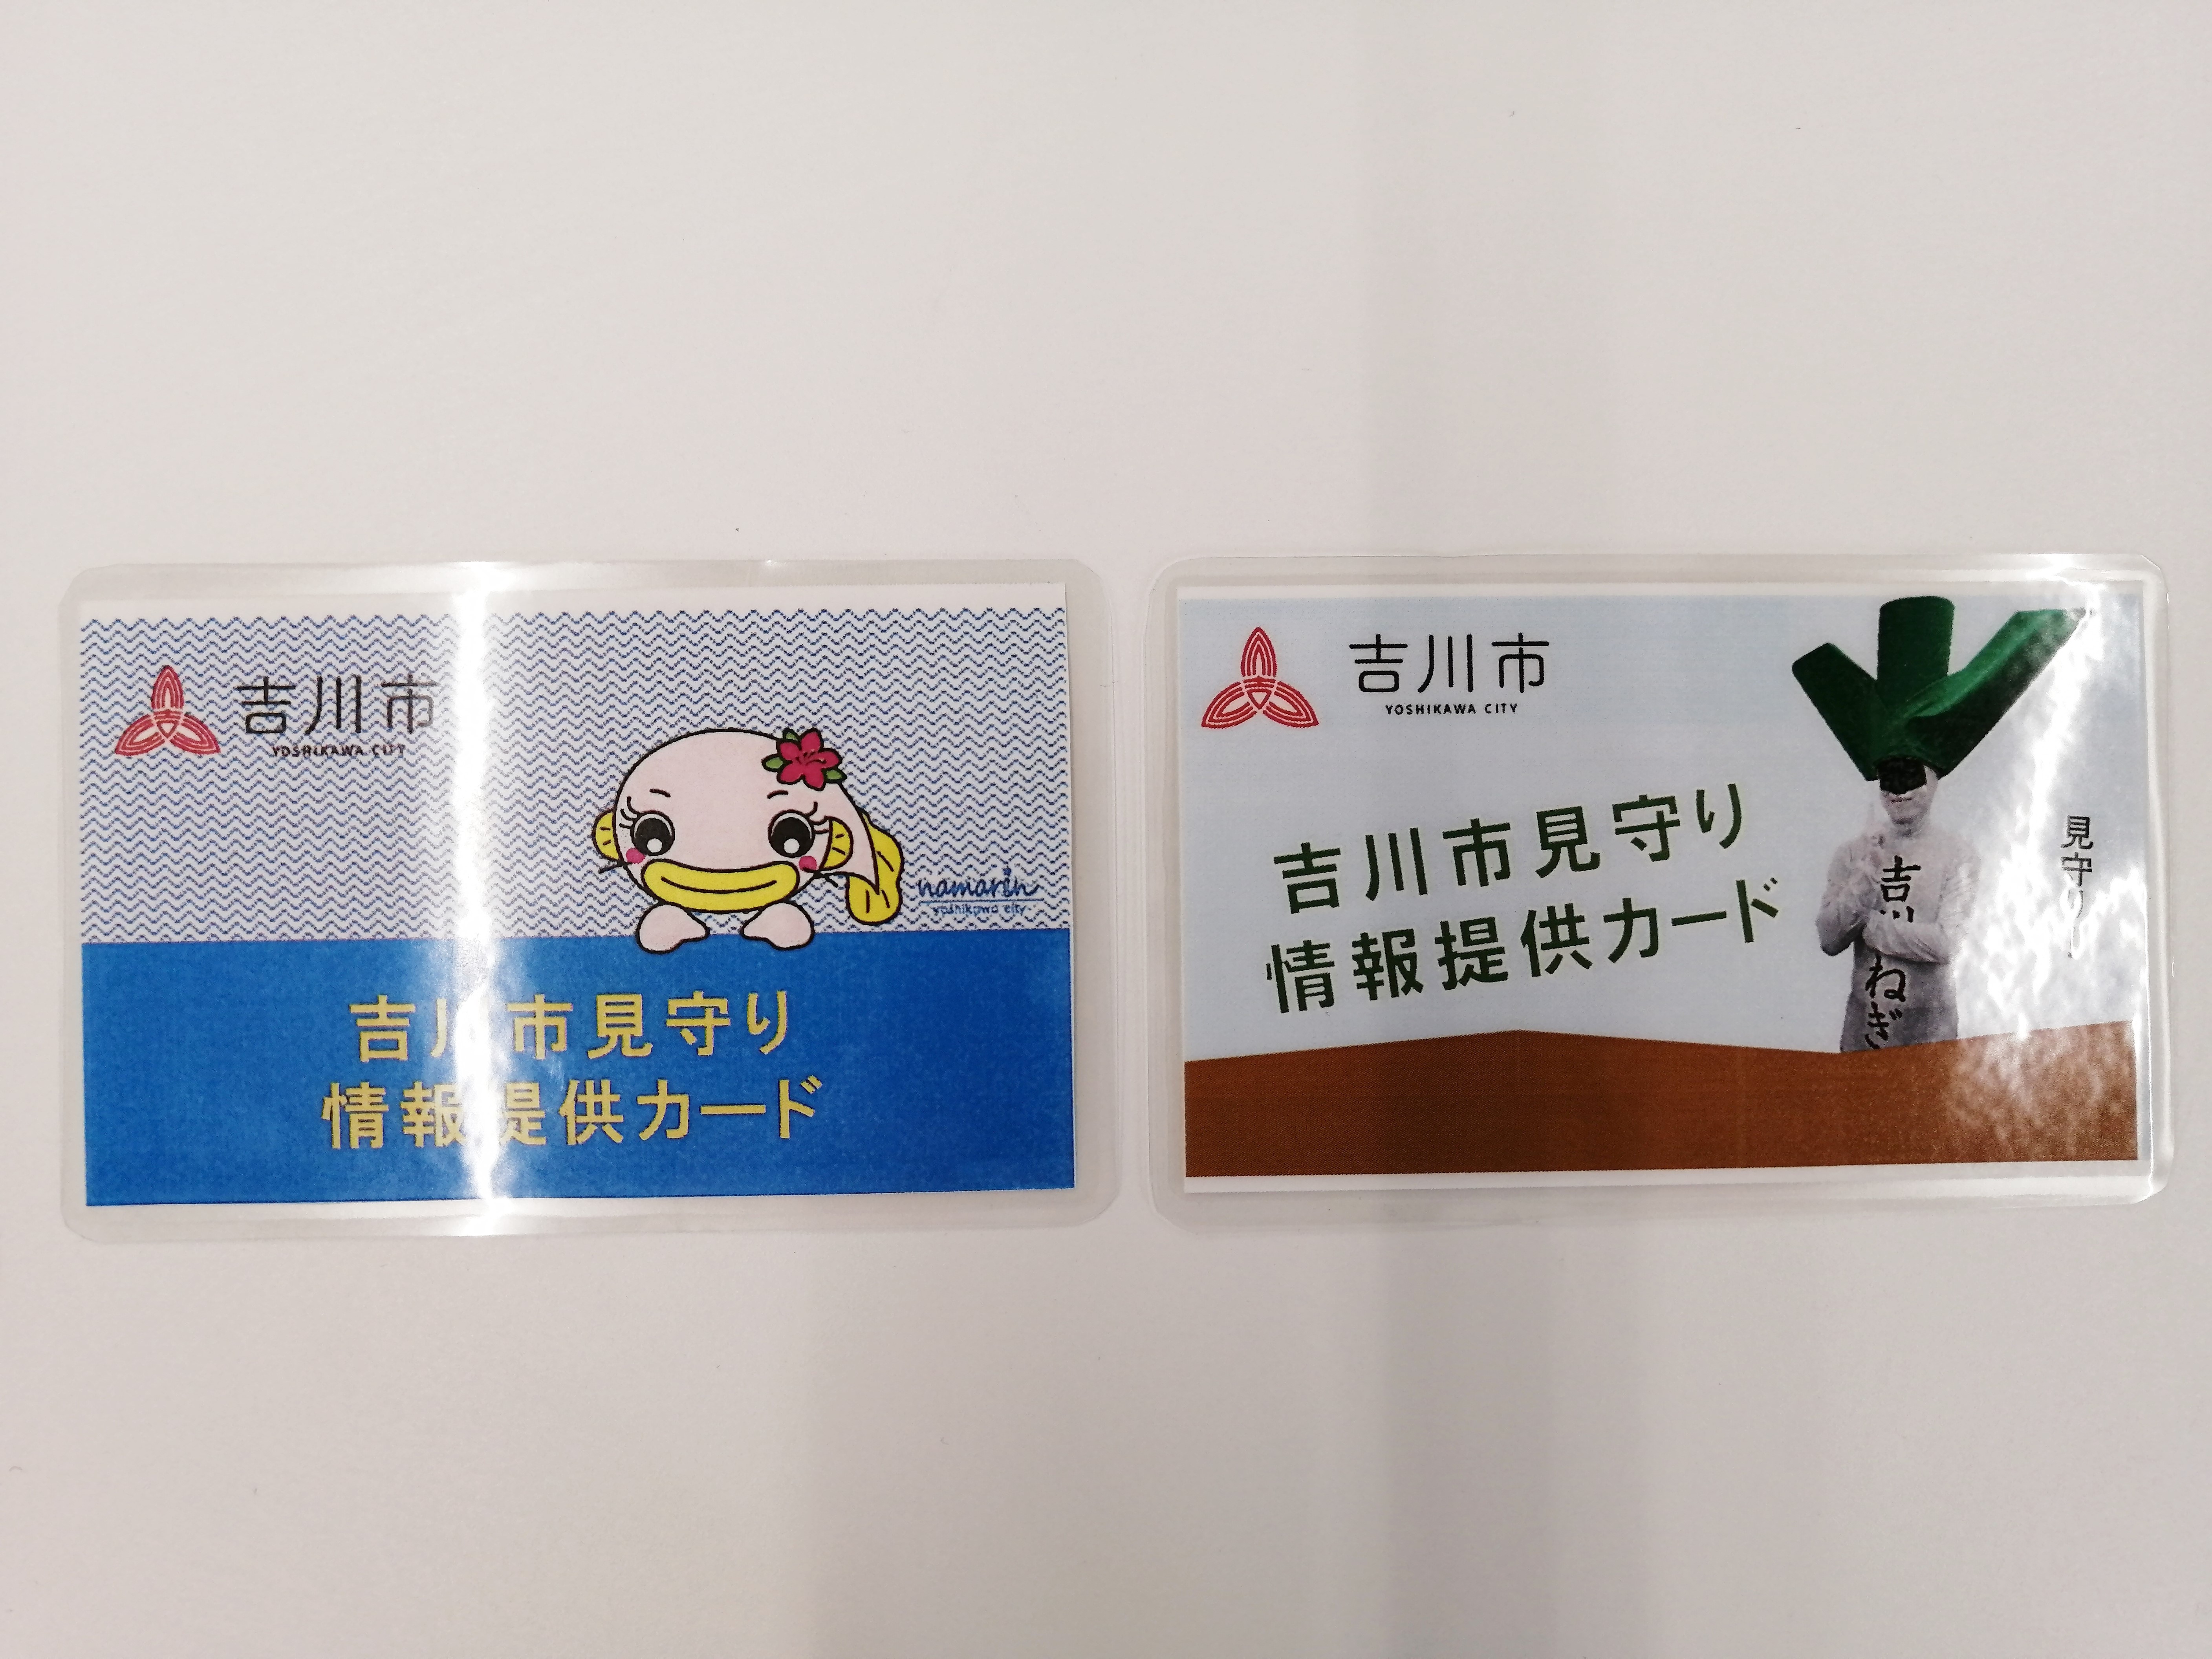 吉川市
YOSHIKAWA CITY
namarin
yoshikawa city
吉川市見守り
情報提供カード
吉川市
YOSHIKAWA CITY
吉川市見守り
情報提供カード
吉川
ねぎ
見守り